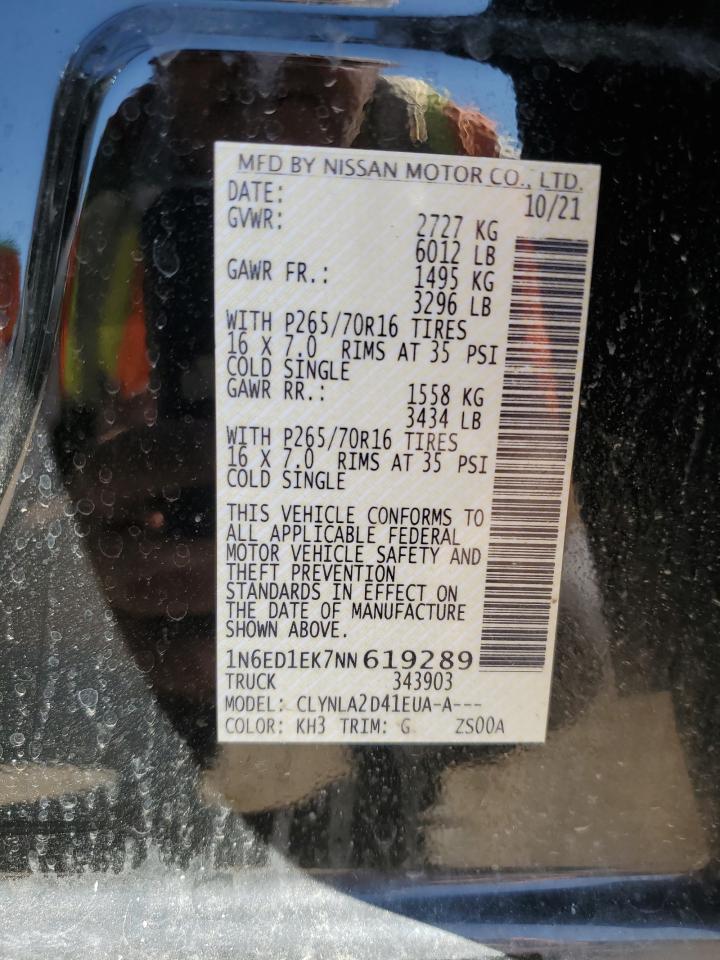 MFD BY NISSAN MOTOR CO., LTD.
DATE: 10/21
GVWR: 2727 KG
6012 LB
GAWR FR.: 1495 KG
3296 LB
WITH P265/70R16 TIRES
16 X 7.0 RIMS AT 35 PSI
COLD SINGLE
GAWR RR.: 1558 KG
3434 LB
WITH P265/70R16 TIRES
16 X 7.0 RIMS AT 35 PSI
COLD SINGLE
THIS VEHICLE CONFORMS TO
ALL APPLICABLE FEDERAL
MOTOR VEHICLE SAFETY AND
THEFT PREVENTION
STANDARDS IN EFFECT ON
THE DATE OF MANUFACTURE
SHOWN ABOVE.
1N6ED1EK7NN619289
TRUCK 343903
MODEL: CLYNLA2D41EUA-A---
COLOR: KH3 TRIM: G ZS00A